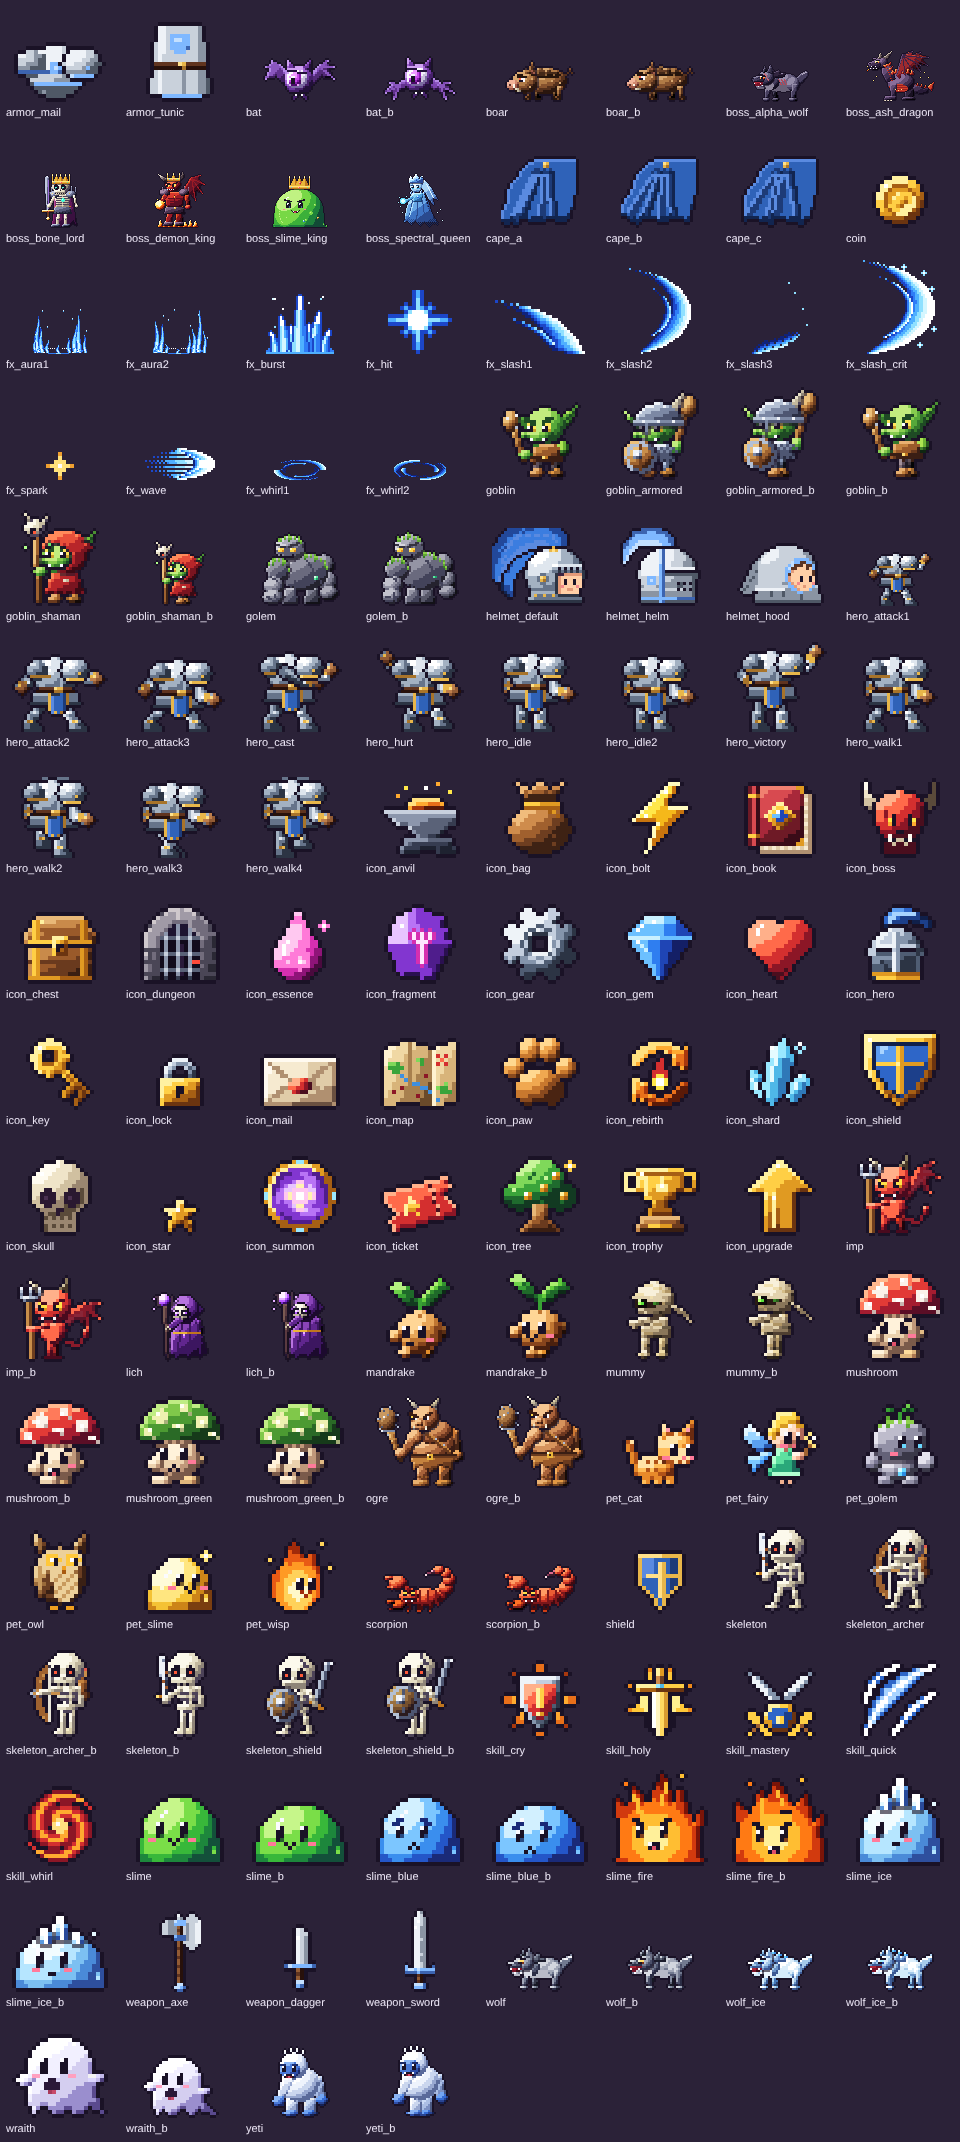 armor_mail armor_tunic bat bat_b boar boar_b boss_alpha_wolf boss_ash_dragon
boss_bone_lord boss_demon_king boss_slime_king boss_spectral_queen cape_a cape_b cape_c coin
fx_aura1 fx_aura2 fx_burst fx_hit fx_slash1 fx_slash2 fx_slash3 fx_slash_crit
fx_spark fx_wave fx_whirl1 fx_whirl2 goblin goblin_armored goblin_armored_b goblin_b
goblin_shaman goblin_shaman_b golem golem_b helmet_default helmet_helm helmet_hood hero_attack1
hero_attack2 hero_attack3 hero_cast hero_hurt hero_idle hero_idle2 hero_victory hero_walk1
hero_walk2 hero_walk3 hero_walk4 icon_anvil icon_bag icon_bolt icon_book icon_boss
icon_chest icon_dungeon icon_essence icon_fragment icon_gear icon_gem icon_heart icon_hero
icon_key icon_lock icon_mail icon_map icon_paw icon_rebirth icon_shard icon_shield
icon_skull icon_star icon_summon icon_ticket icon_tree icon_trophy icon_upgrade imp
imp_b lich lich_b mandrake mandrake_b mummy mummy_b mushroom
mushroom_b mushroom_green mushroom_green_b ogre ogre_b pet_cat pet_fairy pet_golem
pet_owl pet_slime pet_wisp scorpion scorpion_b shield skeleton skeleton_archer
skeleton_archer_b skeleton_b skeleton_shield skeleton_shield_b skill_cry skill_holy skill_mastery skill_quick
skill_whirl slime slime_b slime_blue slime_blue_b slime_fire slime_fire_b slime_ice
slime_ice_b weapon_axe weapon_dagger weapon_sword wolf wolf_b wolf_ice wolf_ice_b
wraith wraith_b yeti yeti_b